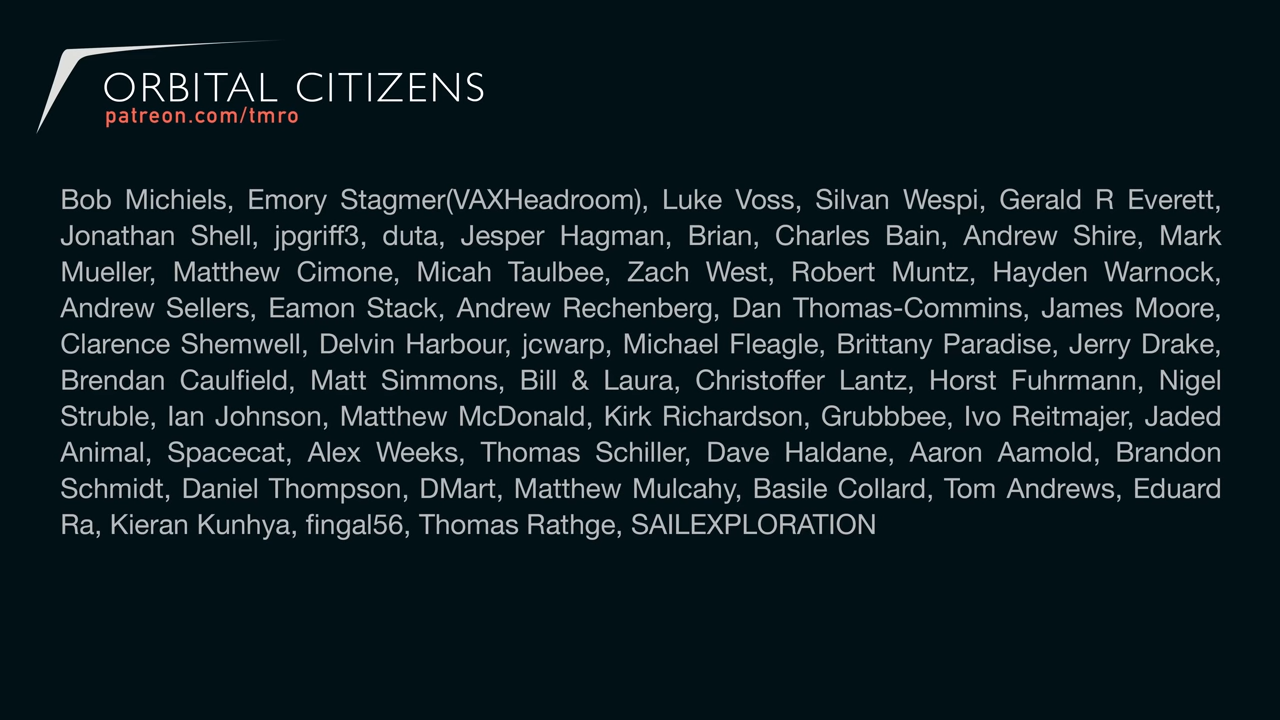 ORBITAL CITIZENS
patreon.com/tmro
Bob Michiels, Emory Stagmer(VAXHeadroom), Luke Voss, Silvan Wespi, Gerald R Everett,
Jonathan Shell, jpgriff3, duta, Jesper Hagman, Brian, Charles Bain, Andrew Shire, Mark
Mueller, Matthew Cimone, Micah Taulbee, Zach West, Robert Muntz, Hayden Warnock,
Andrew Sellers, Eamon Stack, Andrew Rechenberg, Dan Thomas-Commins, James Moore,
Clarence Shemwell, Delvin Harbour, jcwarp, Michael Fleagle, Brittany Paradise, Jerry Drake,
Brendan Caulfield, Matt Simmons, Bill & Laura, Christoffer Lantz, Horst Fuhrmann, Nigel
Struble, Ian Johnson, Matthew McDonald, Kirk Richardson, Grubbbee, Ivo Reitmajer, Jaded
Animal, Spacecat, Alex Weeks, Thomas Schiller, Dave Haldane, Aaron Aamold, Brandon
Schmidt, Daniel Thompson, DMart, Matthew Mulcahy, Basile Collard, Tom Andrews, Eduard
Ra, Kieran Kunhya, fingal56, Thomas Rathge, SAILEXPLORATION